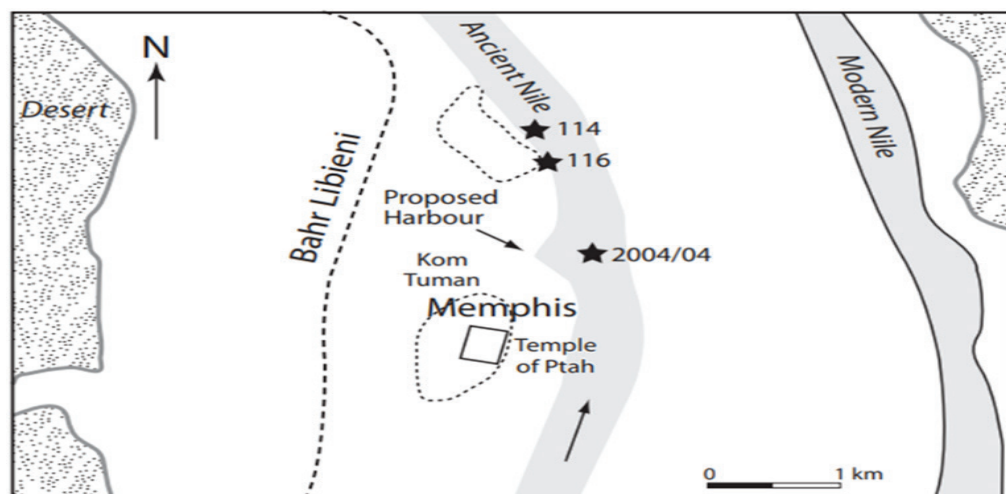 N
Desert
Bahr Libieni
Ancient Nile
Modern Nile
114
116
Proposed
Harbour
2004/04
Kom
Tuman
Memphis
Temple
of Ptah
0 1 km